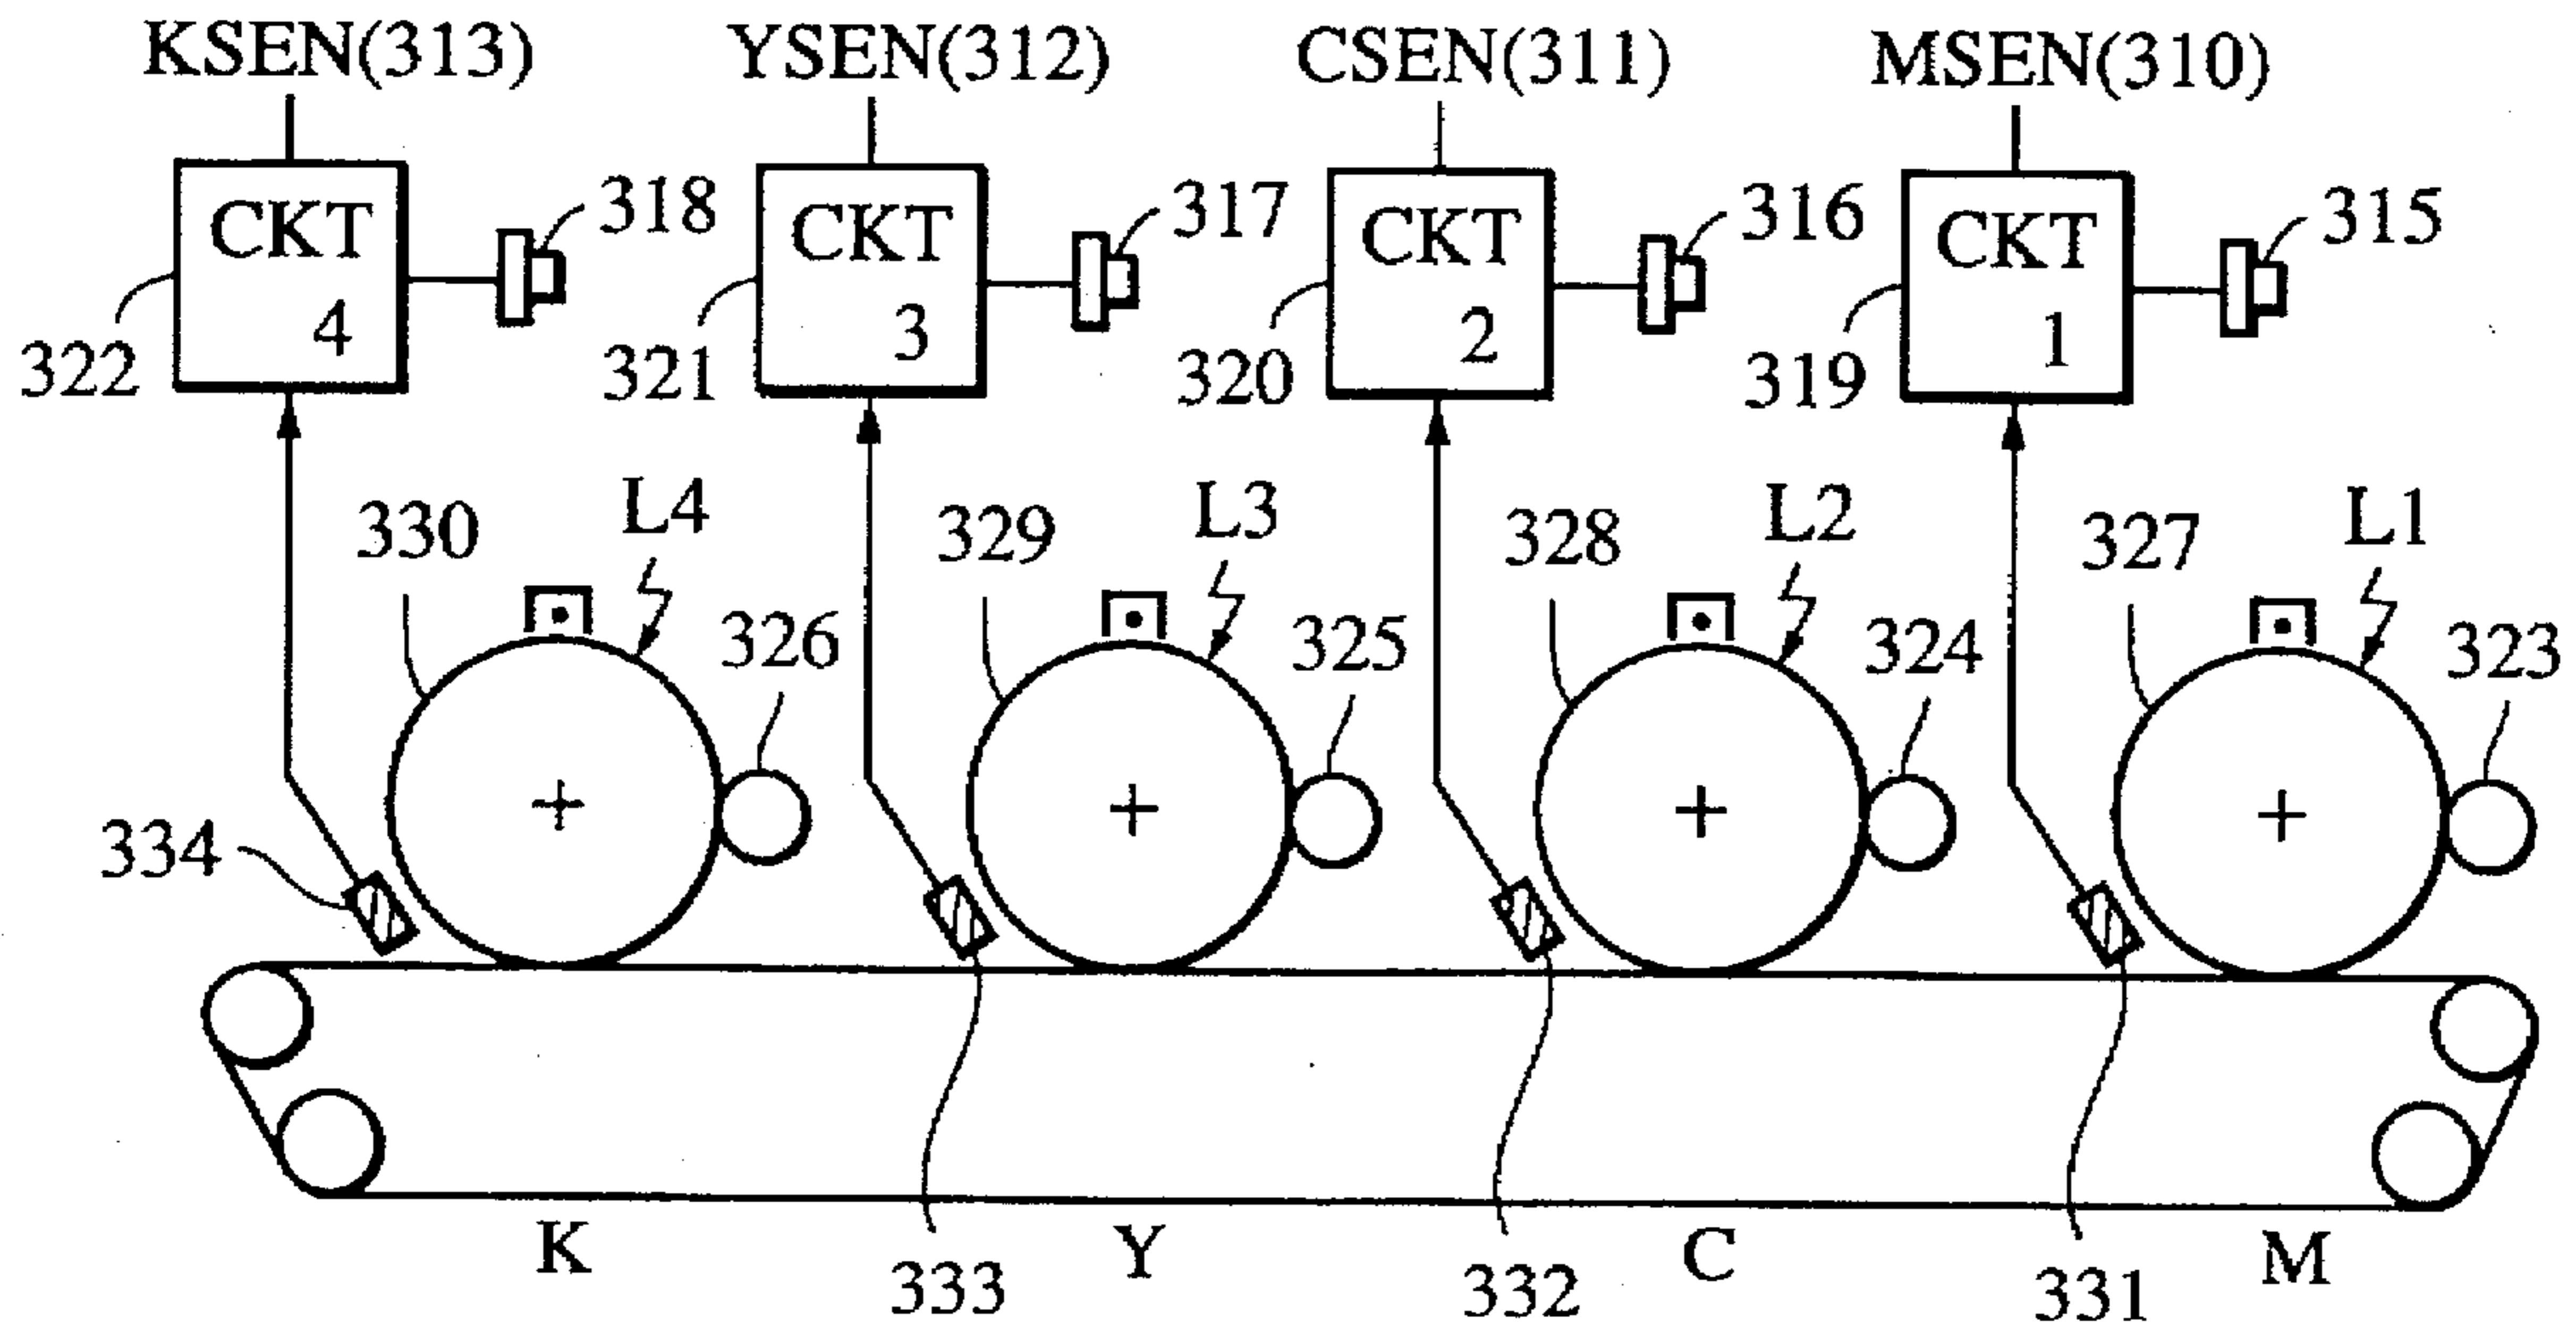 KSEN(313) YSEN(312) CSEN(311) MSEN(310)
CKT 4 318 CKT 3 317 CKT 2 316 CKT 1 315
322 321 320 319
330 L4 329 L3 328 L2 327 L1
326 325 324 323
334
K Y C M
333 332 331